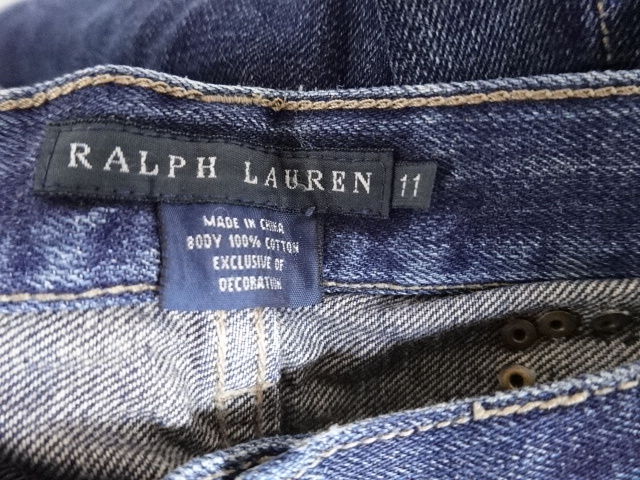 RALPH LAUREN 11
MADE IN CHINA
BODY 100% COTTON
EXCLUSIVE OF
DECORATION